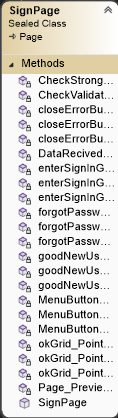 SignPage
Sealed Class
Page
Methods
CheckStrong...
CheckValidat...
closeErrorBu...
closeErrorBu...
closeErrorBu...
DataRecived...
enterSignInG...
enterSignInG...
enterSignInG...
forgotPassw...
forgotPassw...
forgotPassw...
goodNewUs...
goodNewUs...
goodNewUs...
MenuButton...
MenuButton...
MenuButton...
okGrid_Point...
okGrid_Point...
okGrid_Point...
Page_Previe...
SignPage